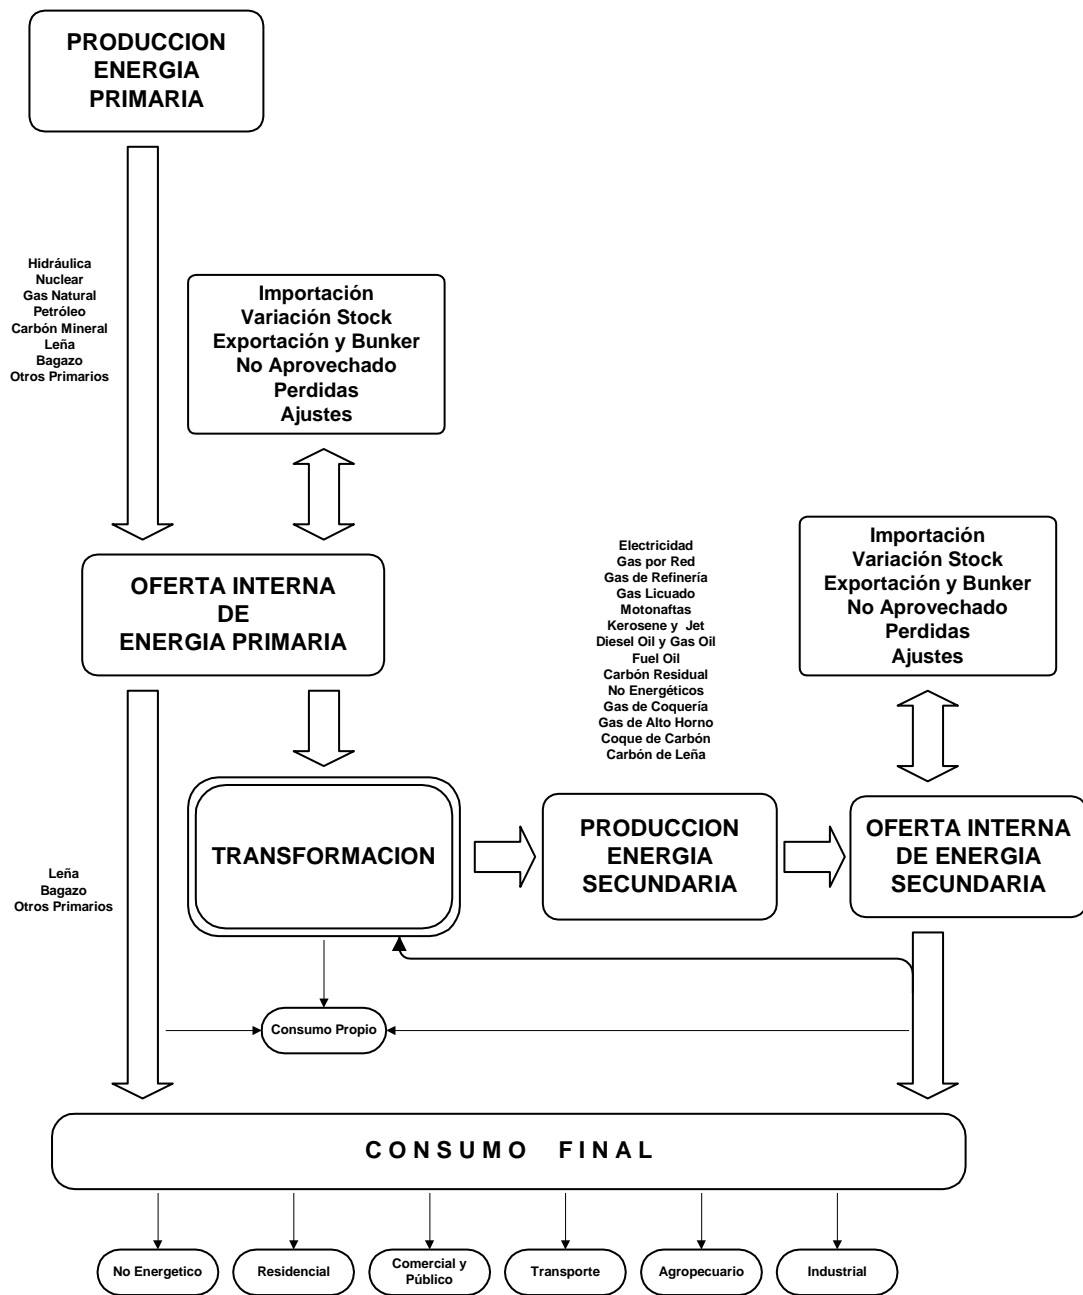 PRODUCCION
ENERGIA
PRIMARIA
Hidráulica
Nuclear
Gas Natural
Petróleo
Carbón Mineral
Leña
Bagazo
Otros Primarios
Importación
Variación Stock
Exportación y Bunker
No Aprovechado
Perdidas
Ajustes
OFERTA INTERNA
DE
ENERGIA PRIMARIA
Electricidad
Gas por Red
Gas de Refinería
Gas Licuado
Motonaftas
Kerosene y Jet
Diesel Oil y Gas Oil
Fuel Oil
Carbón Residual
No Energéticos
Gas de Coquería
Gas de Alto Horno
Coque de Carbón
Carbón de Leña
Importación
Variación Stock
Exportación y Bunker
No Aprovechado
Perdidas
Ajustes
TRANSFORMACION
PRODUCCION
ENERGIA
SECUNDARIA
OFERTA INTERNA
DE ENERGIA
SECUNDARIA
Leña
Bagazo
Otros Primarios
Consumo Propio
CONSUMO FINAL
No Energetico
Residencial
Comercial y
Público
Transporte
Agropecuario
Industrial